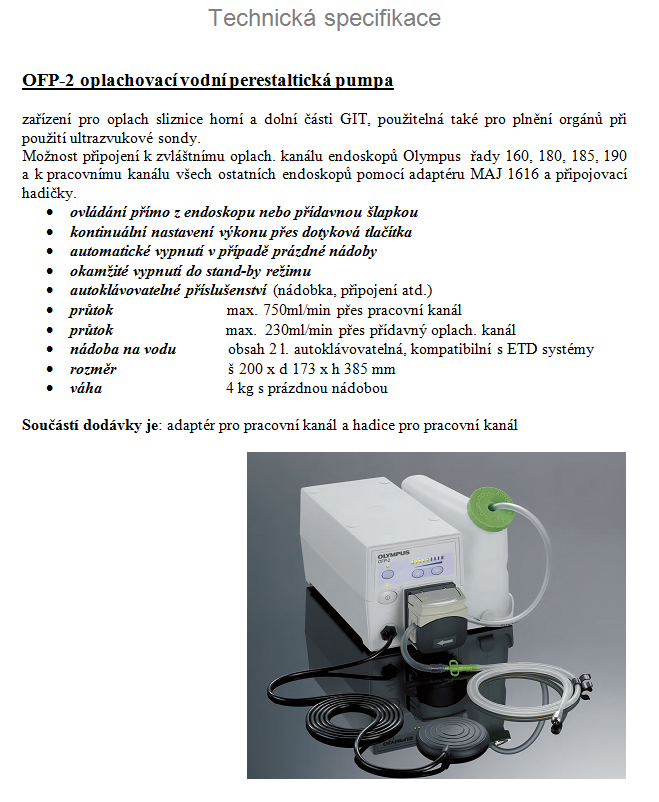 Technická specifikace
OFP-2 oplachovací vodní perestaltická pumpa
zařízení pro oplach sliznice horní a dolní části GIT, použitelná také pro plnění orgánů při
použití ultrazvukové sondy.
Možnost připojení k zvláštnímu oplach. kanálu endoskopů Olympus řady 160, 180, 185, 190
a k pracovnímu kanálu všech ostatních endoskopů pomocí adaptéru MAJ 1616 a připojovací
hadičky.
• ovládání přímo z endoskopu nebo přídavnou šlapkou
• kontinuální nastavení výkonu přes dotyková tlačítka
• automatické vypnutí v případě prázdné nádoby
• okamžité vypnutí do stand-by režimu
• autoklávovatelné příslušenství (nádobka, připojení atd.)
• průtok max. 750ml/min přes pracovní kanál
• průtok max. 230ml/min přes přídavný oplach. kanál
• nádoba na vodu obsah 2 l. autoklávovatelná, kompatibilní s ETD systémy
• rozměr š 200 x d 173 x h 385 mm
• váha 4 kg s prázdnou nádobou
Součástí dodávky je: adaptér pro pracovní kanál a hadice pro pracovní kanál
OLYMPUS
OFP-2
OLYMPUS